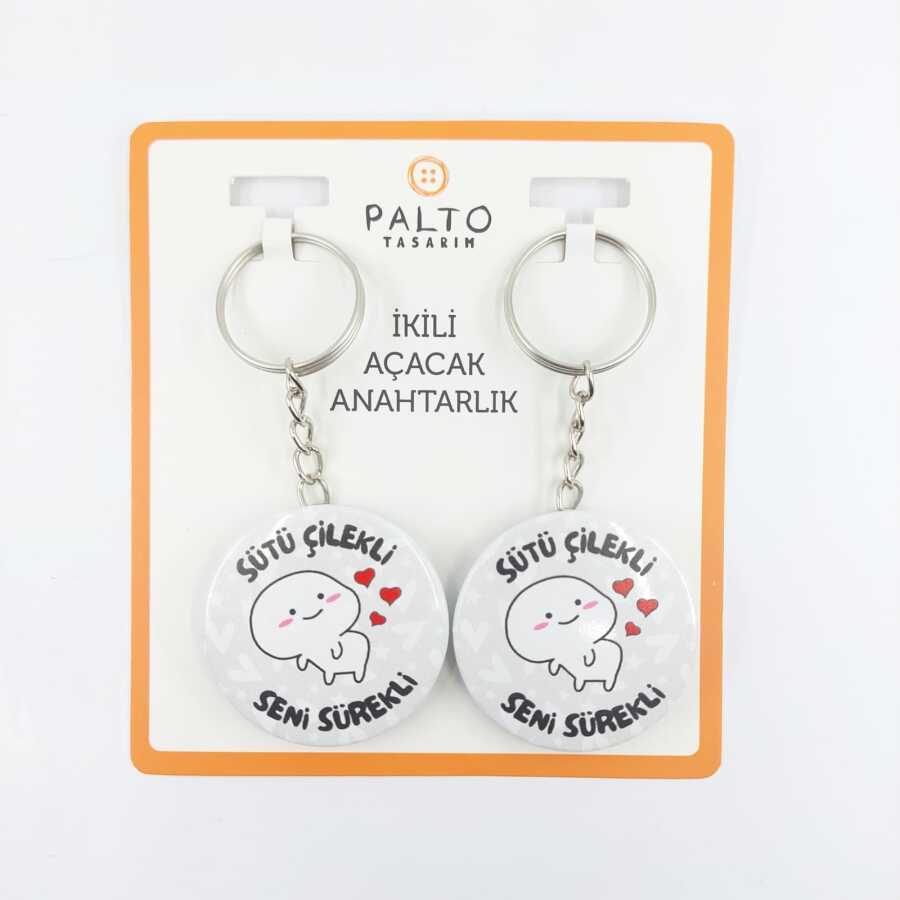 PALTO
TASARIM
İKİLİ
AÇACAK
ANAHTARLIK
SÜTÜ ÇİLEKLİ
SENİ SÜREKLİ
SÜTÜ ÇİLEKLİ
SENİ SÜREKLİ